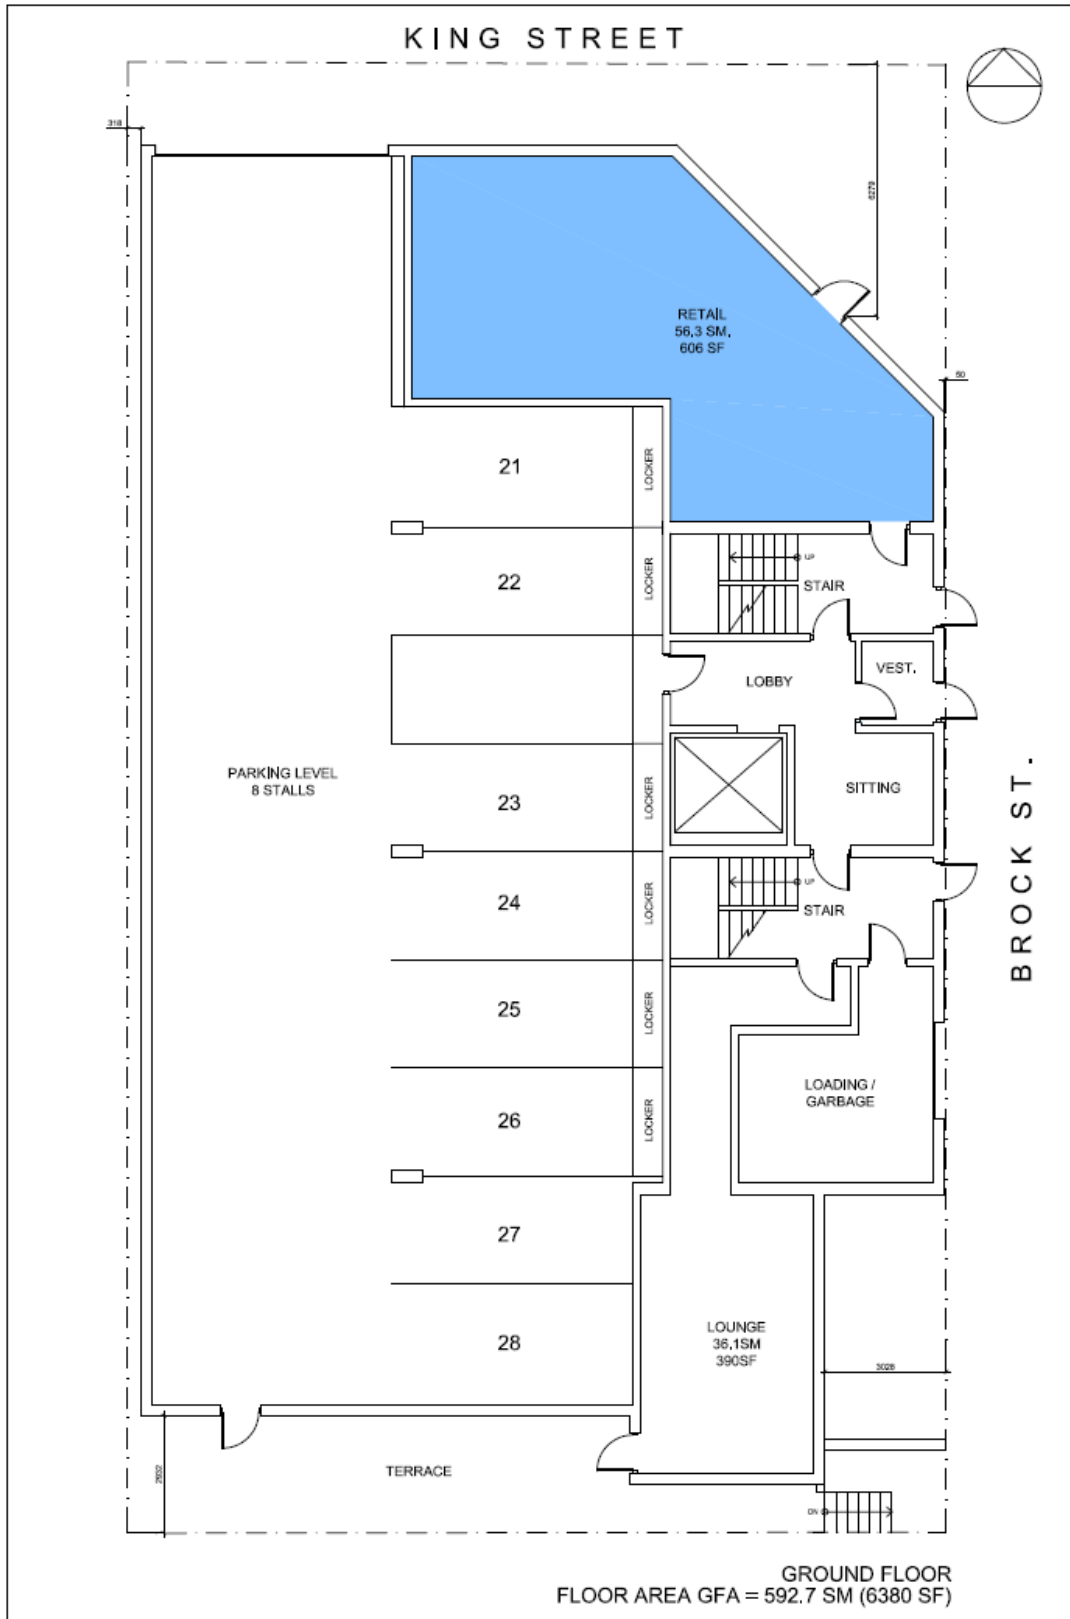 KING STREET
318
6279
RETAIL
56.3 SM.
606 SF
50
21
LOCKER
22
LOCKER
UP
STAIR
LOBBY
VEST.
PARKING LEVEL
8 STALLS
23
LOCKER
SITTING
BROCK ST.
24
LOCKER
UP
STAIR
25
LOCKER
26
LOCKER
LOADING /
GARBAGE
27
28
LOUNGE
36.1SM
390SF
3028
TERRACE
2932
DN
GROUND FLOOR
FLOOR AREA GFA = 592.7 SM (6380 SF)